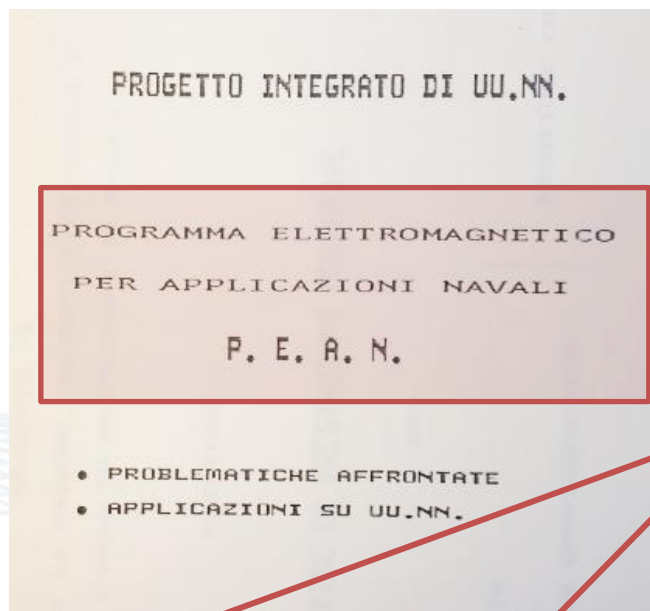 PROGETTO INTEGRATO DI UU.NN.
PROGRAMMA ELETTROMAGNETICO
PER APPLICAZIONI NAVALI
P. E. A. N.
• PROBLEMATICHE AFFRONTATE
• APPLICAZIONI SU UU.NN.